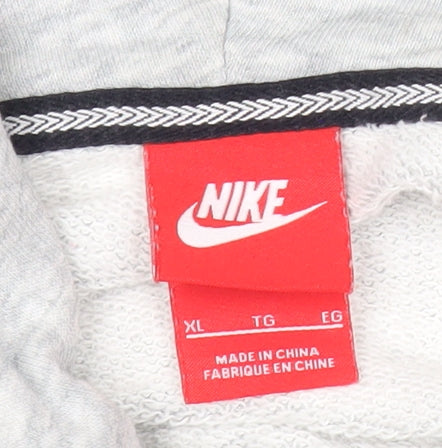 NIKE
XL TG EG
MADE IN CHINA
FABRIQUE EN CHINE